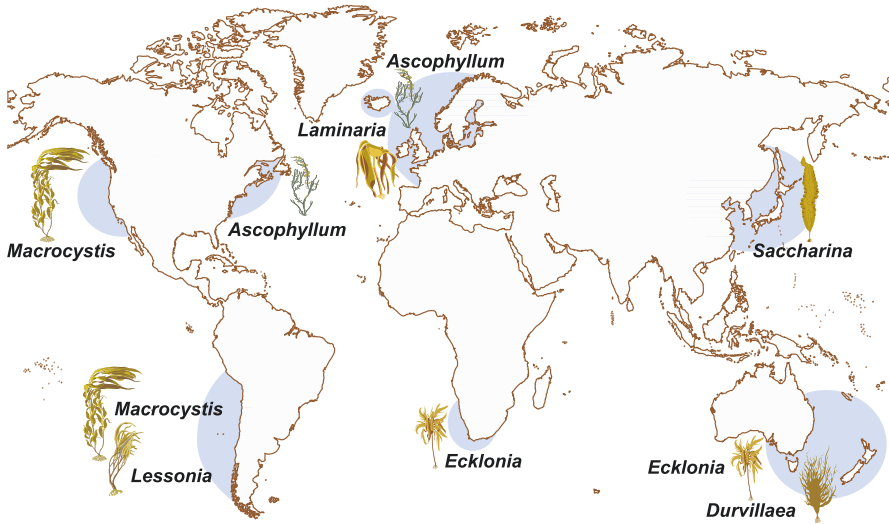 Ascophyllum
Laminaria
Ascophyllum
Macrocystis
Saccharina
Macrocystis
Lessonia
Ecklonia
Ecklonia
Durvillaea